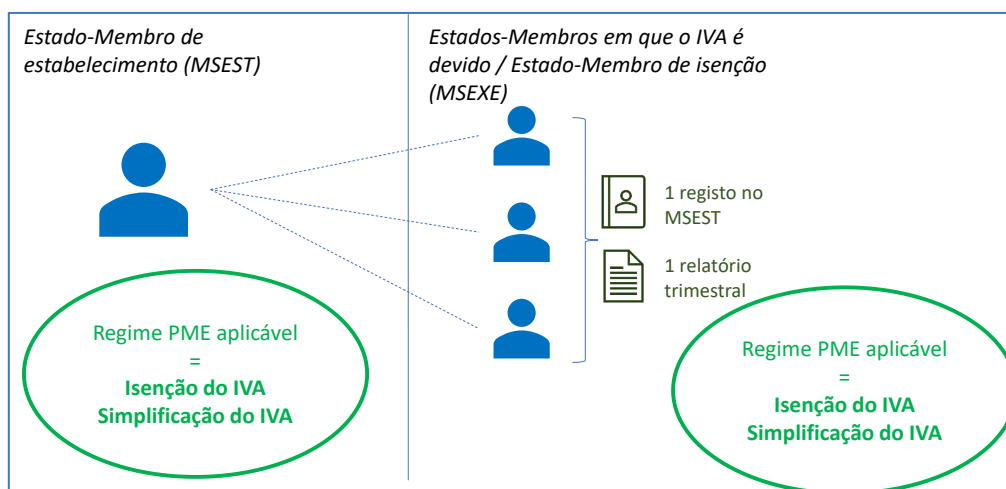 Estado-Membro de
estabelecimento (MSEST)
Estados-Membros em que o IVA é
devido / Estado-Membro de isenção
(MSEXE)
1 registo no
MSEST
1 relatório
trimestral
Regime PME aplicável
=
Isenção do IVA
Simplificação do IVA
Regime PME aplicável
=
Isenção do IVA
Simplificação do IVA